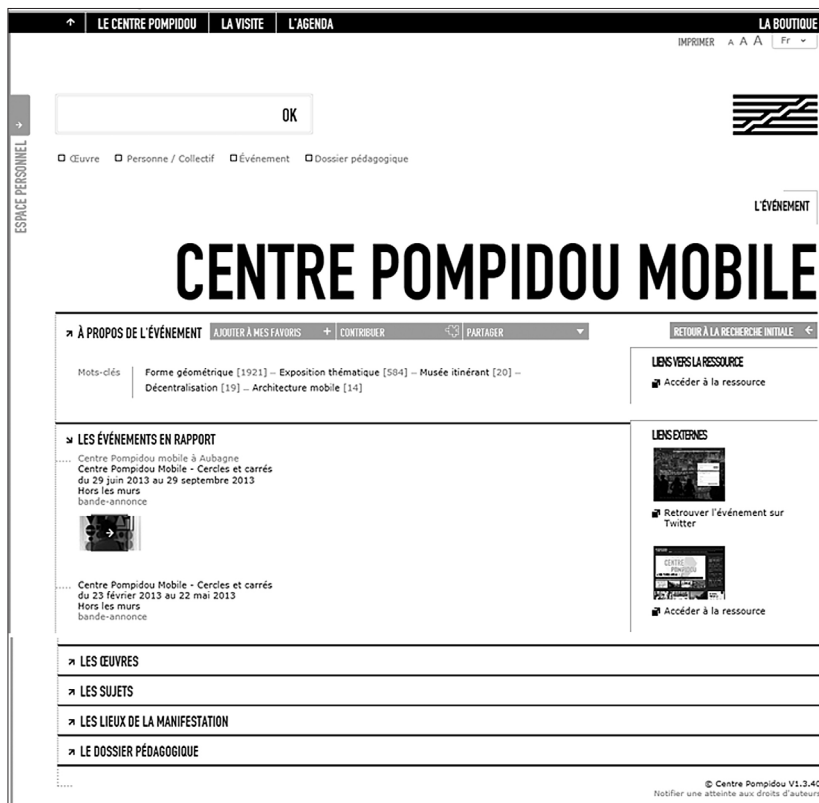 LE CENTRE POMPIDOU LA VISITE L'AGENDA LA BOUTIQUE
IMPRIMER A A A Fr
OK
Œuvre Personne / Collectif Événement Dossier pédagogique
ESPACE PERSONNEL
L'ÉVÉNEMENT
CENTRE POMPIDOU MOBILE
À PROPOS DE L'ÉVÉNEMENT AJOUTER À MES FAVORIS + CONTRIBUER PARTAGER RETOUR À LA RECHERCHE INITIALE
Mots-clés Forme géométrique [1921] – Exposition thématique [584] – Musée itinérant [20] –
Décentralisation [19] – Architecture mobile [14]
LIENS VERS LA RESSOURCE
Accéder à la ressource
LES ÉVÉNEMENTS EN RAPPORT
Centre Pompidou mobile à Aubagne
Centre Pompidou Mobile - Cercles et carrés
du 29 juin 2013 au 29 septembre 2013
Hors les murs
bande-annonce
Centre Pompidou Mobile - Cercles et carrés
du 23 février 2013 au 22 mai 2013
Hors les murs
bande-annonce
LIENS EXTERNES
Retrouver l'événement sur
Twitter
CENTRE
POMPIDOU
Accéder à la ressource
LES ŒUVRES
LES SUJETS
LES LIEUX DE LA MANIFESTATION
LE DOSSIER PÉDAGOGIQUE
© Centre Pompidou V1.3.40
Notifier une atteinte aux droits d'auteurs